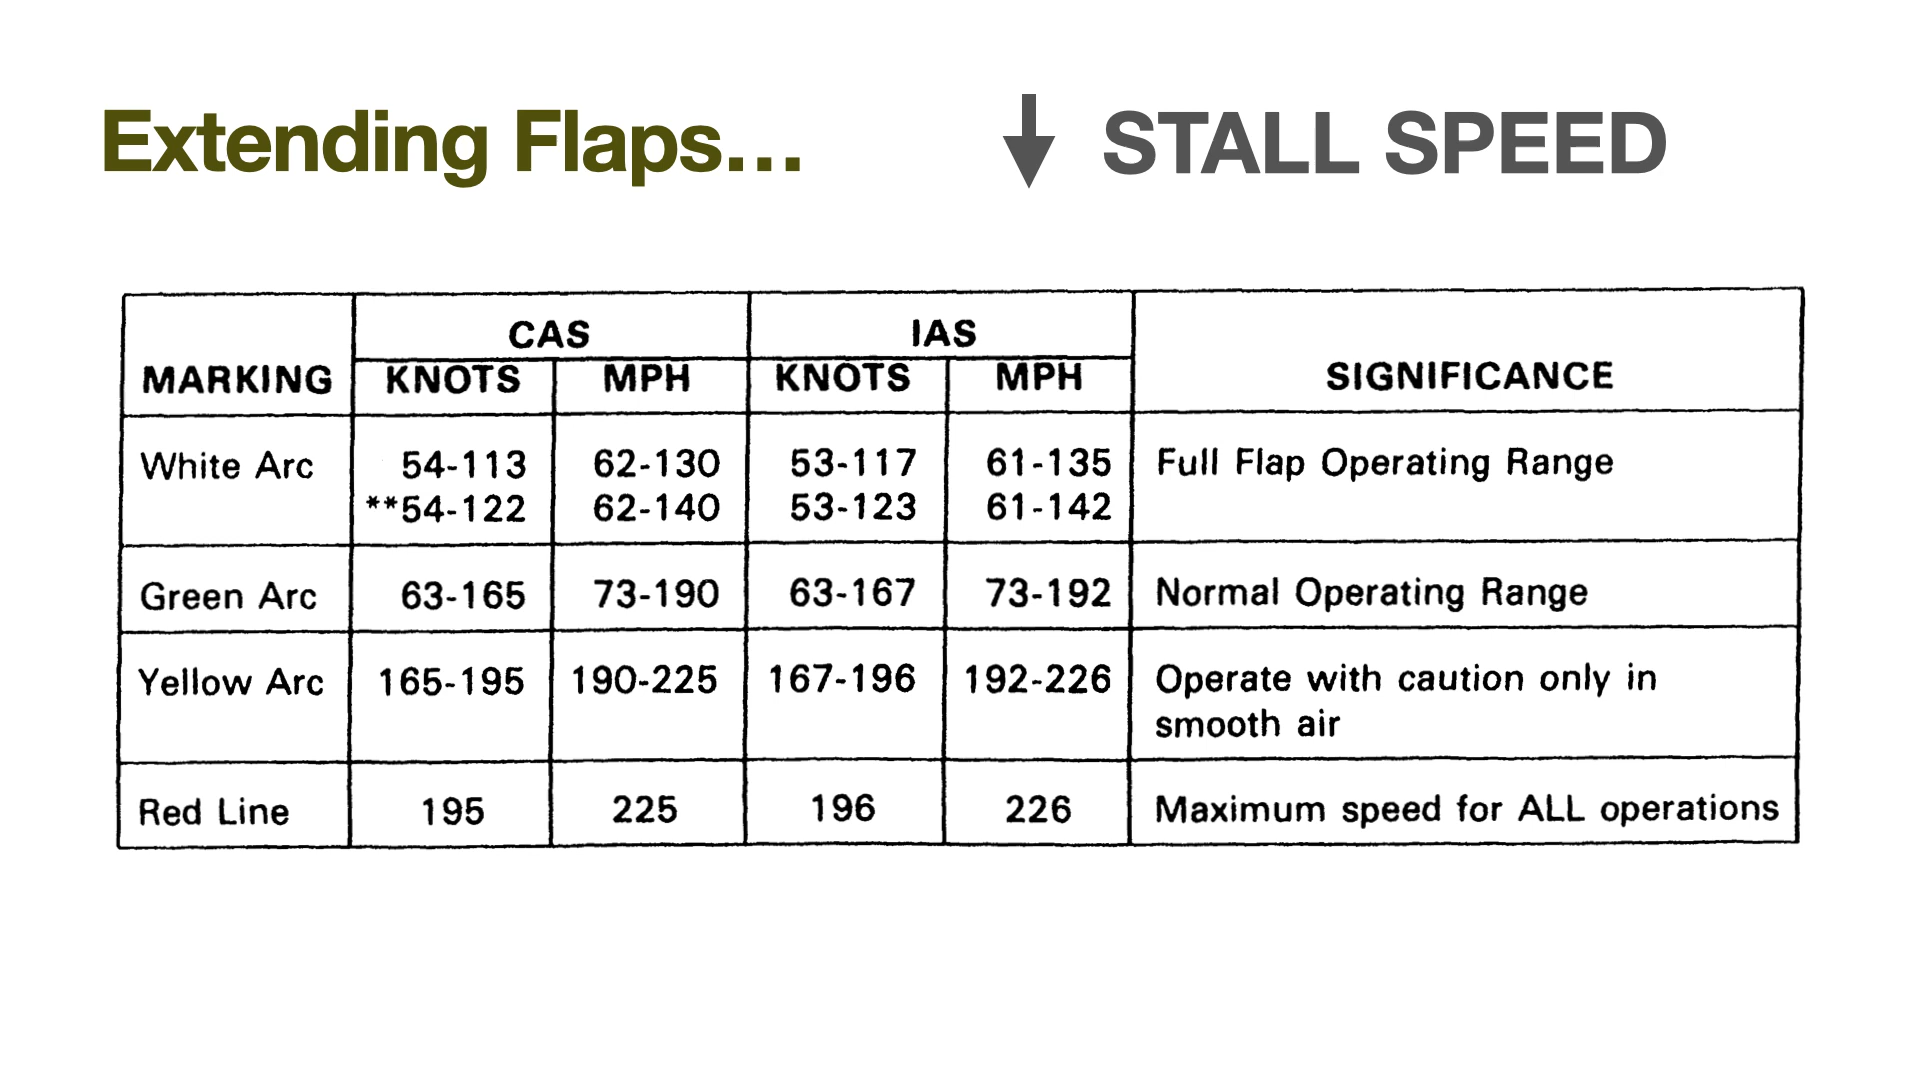 Extending Flaps... ↓ STALL SPEED
MARKING CAS IAS SIGNIFICANCE
KNOTS MPH KNOTS MPH
White Arc 54-113 62-130 53-117 61-135 Full Flap Operating Range
**54-122 62-140 53-123 61-142
Green Arc 63-165 73-190 63-167 73-192 Normal Operating Range
Yellow Arc 165-195 190-225 167-196 192-226 Operate with caution only in
smooth air
Red Line 195 225 196 226 Maximum speed for ALL operations